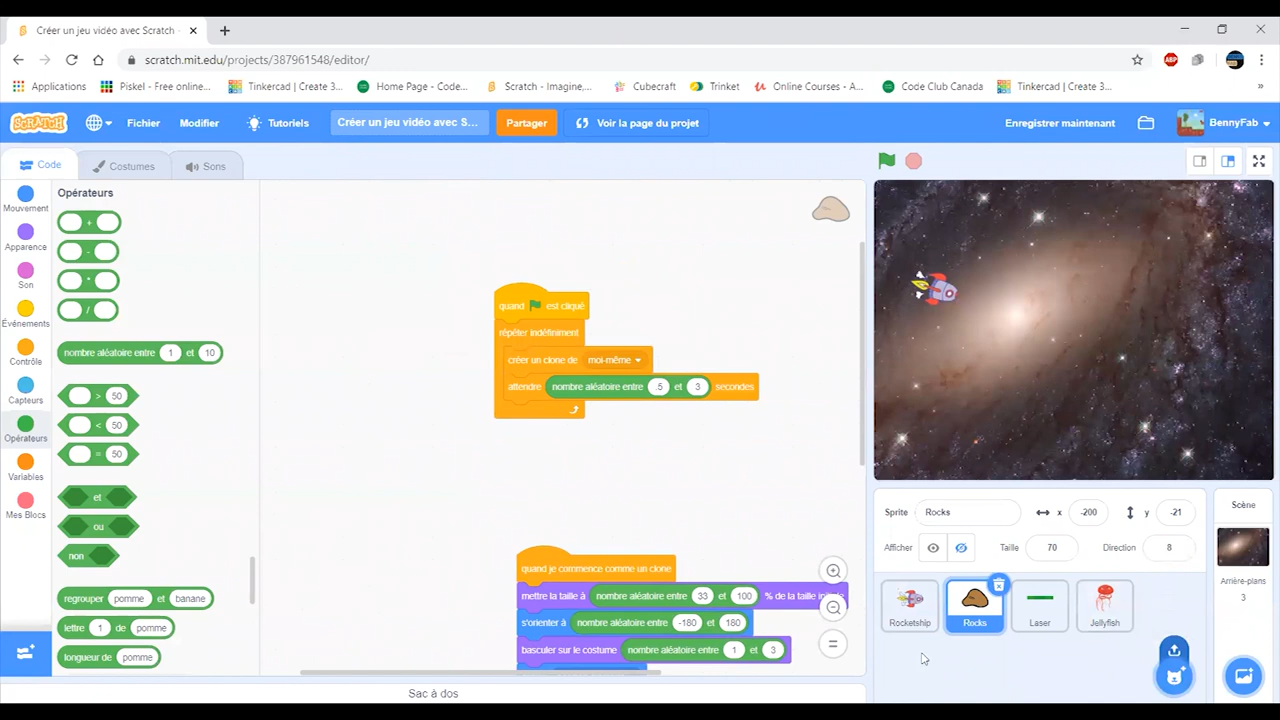 Créer un jeu vidéo avec Scratch -
scratch.mit.edu/projects/387961548/editor/
Applications Piskel - Free onlin... Tinkercad | Create 3... Home Page - Code... Scratch - Imagine,... Cubecraft Trinket Online Courses - A... Code Club Canada Tinkercad | Create 3... »
SCRATCH Fichier Modifier Tutoriels Créer un jeu vidéo avec S... Partager Voir la page du projet Enregistrer maintenant BennyFab
Code Costumes Sons
Mouvement
Apparence
Son
Événements
Contrôle
Capteurs
Opérateurs
Variables
Mes Blocs
Opérateurs
+
-
*
/
nombre aléatoire entre 1 et 10
> 50
< 50
= 50
et
ou
non
regrouper pomme et banane
lettre 1 de pomme
longueur de pomme
quand est cliqué
répéter indéfiniment
créer un clone de moi-même
attendre nombre aléatoire entre .5 et 3 secondes
quand je commence comme un clone
mettre la taille à nombre aléatoire entre 33 et 100 % de la taille
s'orienter à nombre aléatoire entre -180 et 180
basculer sur le costume nombre aléatoire entre 1 et 3
Sac à dos
Sprite Rocks x -200 y -21
Afficher Taille 70 Direction 8
Rocketship Rocks Laser Jellyfish
Scène
Arrière-plans
3